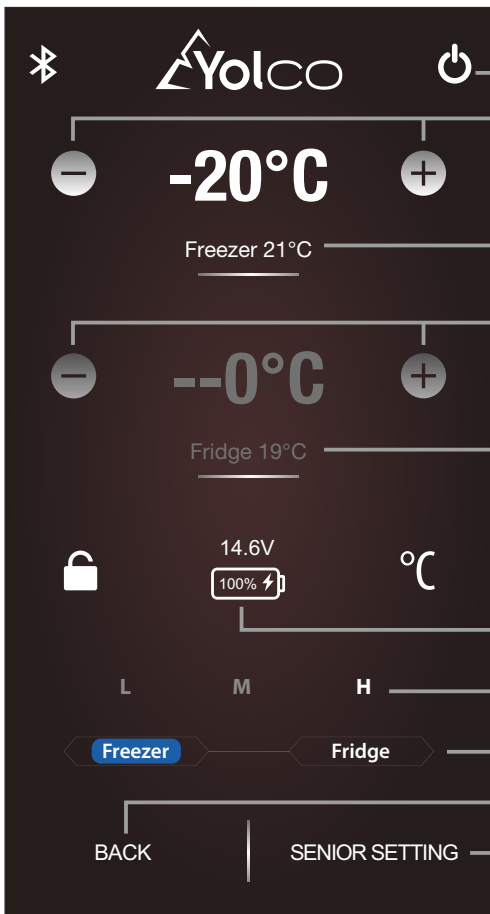 Yolco
-20°C
Freezer 21°C
--0°C
Fridge 19°C
14.6V
100%
°C
L M H
Freezer Fridge
BACK SENIOR SETTING